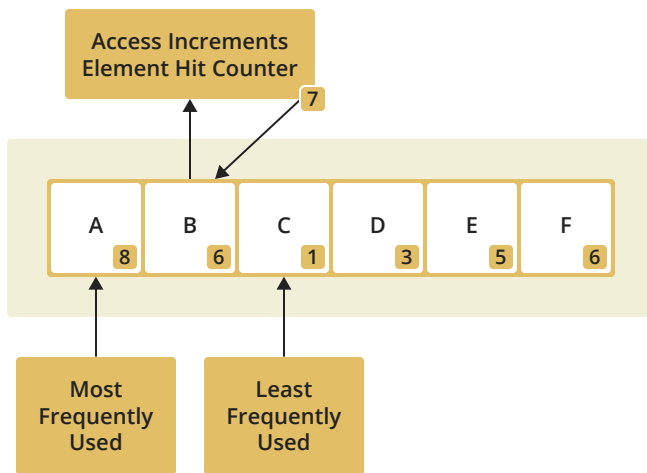 Access Increments
Element Hit Counter
7
A
8
B
6
C
1
D
3
E
5
F
6
Most
Frequently
Used
Least
Frequently
Used